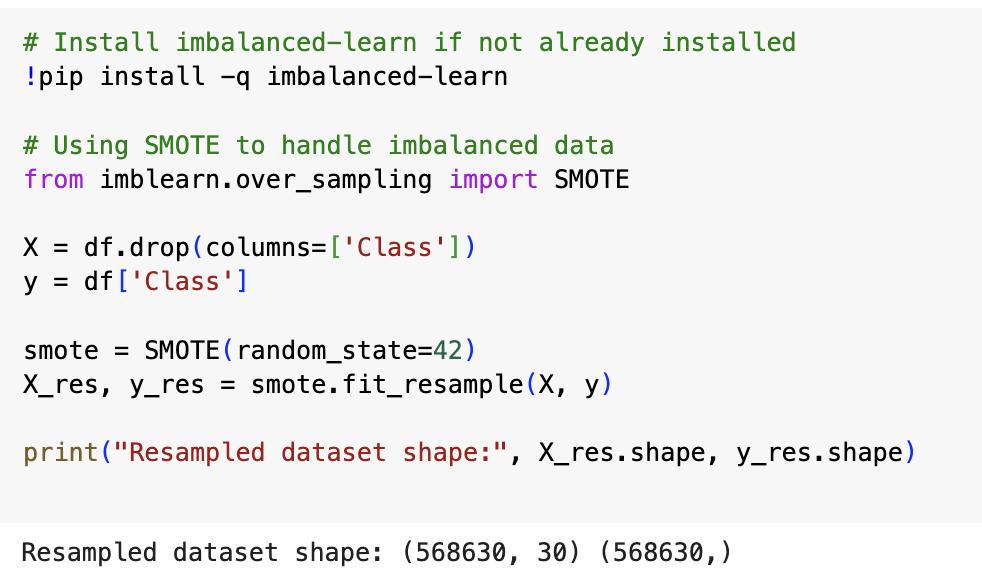 # Install imbalanced-learn if not already installed
!pip install -q imbalanced-learn
# Using SMOTE to handle imbalanced data
from imblearn.over_sampling import SMOTE
X = df.drop(columns=['Class'])
y = df['Class']
smote = SMOTE(random_state=42)
X_res, y_res = smote.fit_resample(X, y)
print("Resampled dataset shape:", X_res.shape, y_res.shape)
Resampled dataset shape: (568630, 30) (568630,)